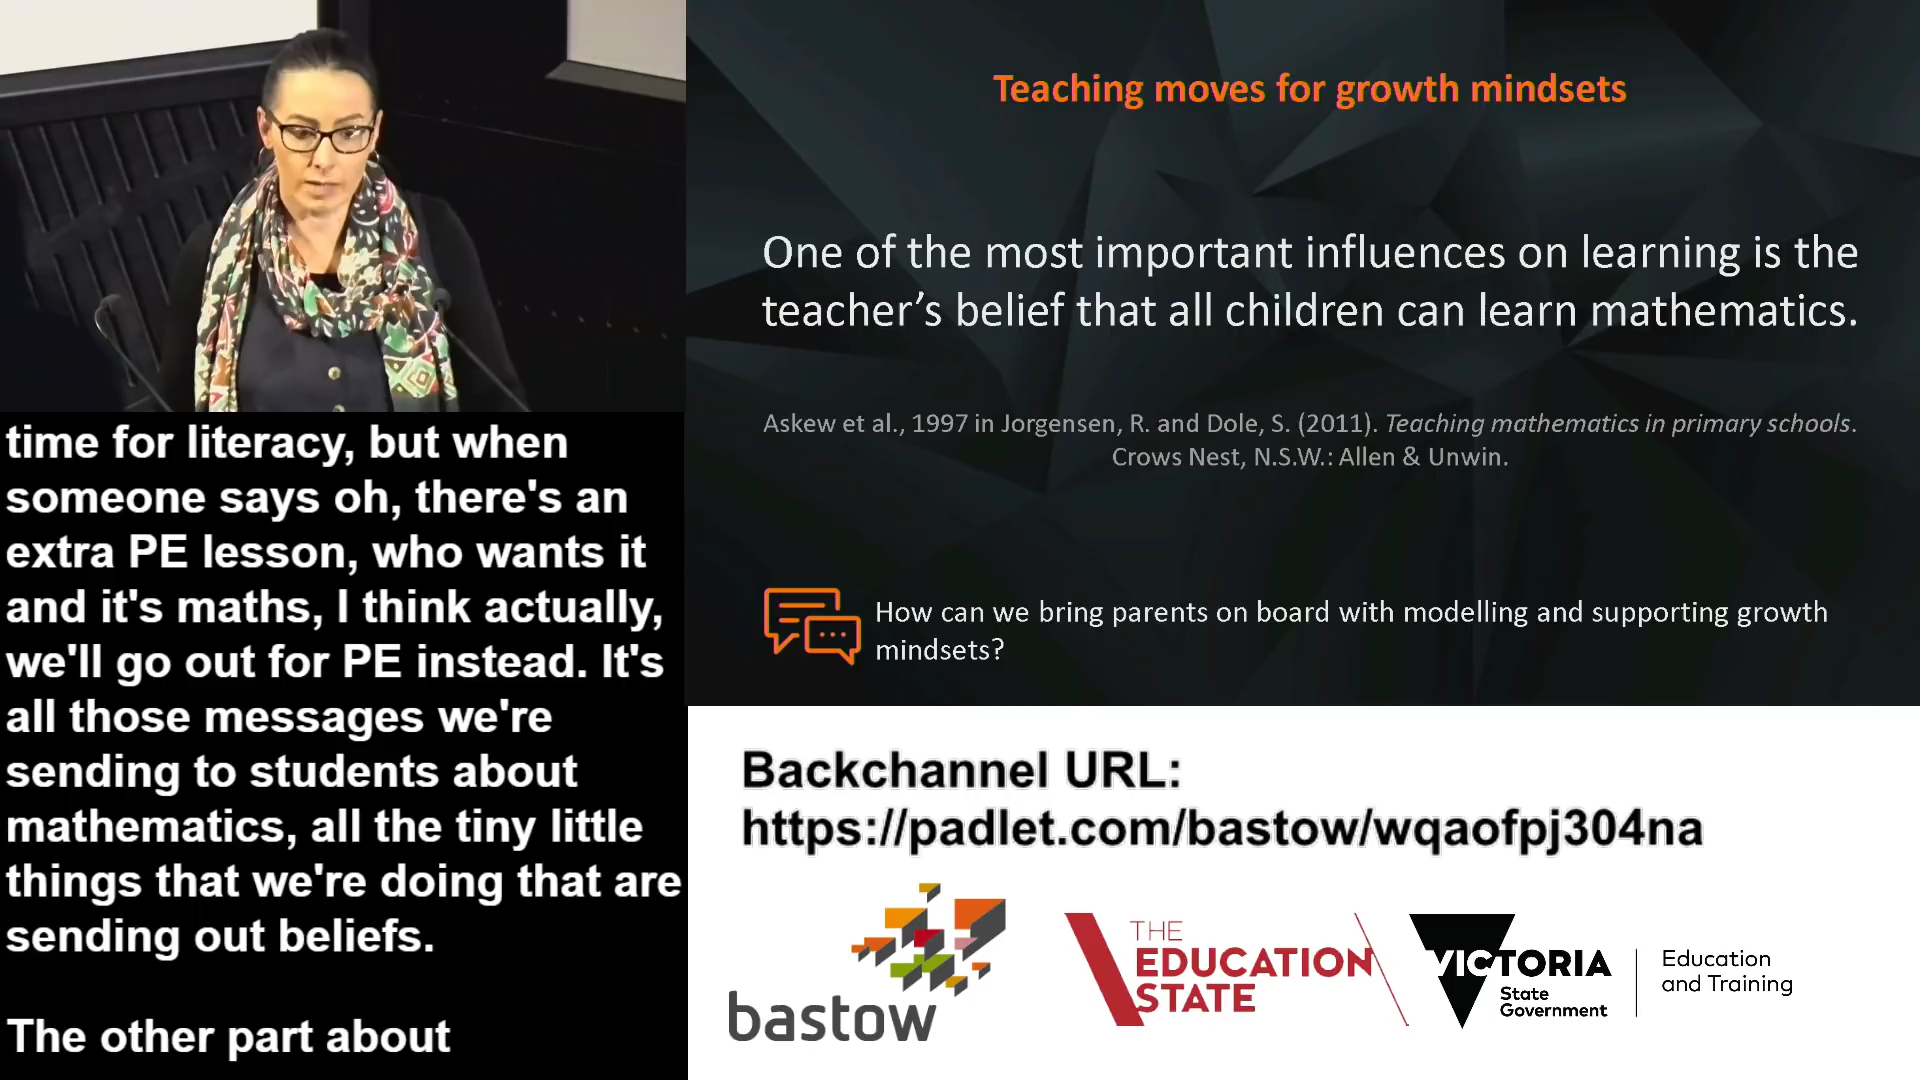 time for literacy, but when
someone says oh, there's an
extra PE lesson, who wants it
and it's maths, I think actually,
we'll go out for PE instead. It's
all those messages we're
sending to students about
mathematics, all the tiny little
things that we're doing that are
sending out beliefs.
The other part about
Teaching moves for growth mindsets
One of the most important influences on learning is the
teacher’s belief that all children can learn mathematics.
Askew et al., 1997 in Jorgensen, R. and Dole, S. (2011). Teaching mathematics in primary schools.
Crows Nest, N.S.W.: Allen & Unwin.
How can we bring parents on board with modelling and supporting growth
mindsets?
Backchannel URL:
https://padlet.com/bastow/wqaofpj304na
bastow
THE
EDUCATION
STATE
VICTORIA
State
Government
Education
and Training